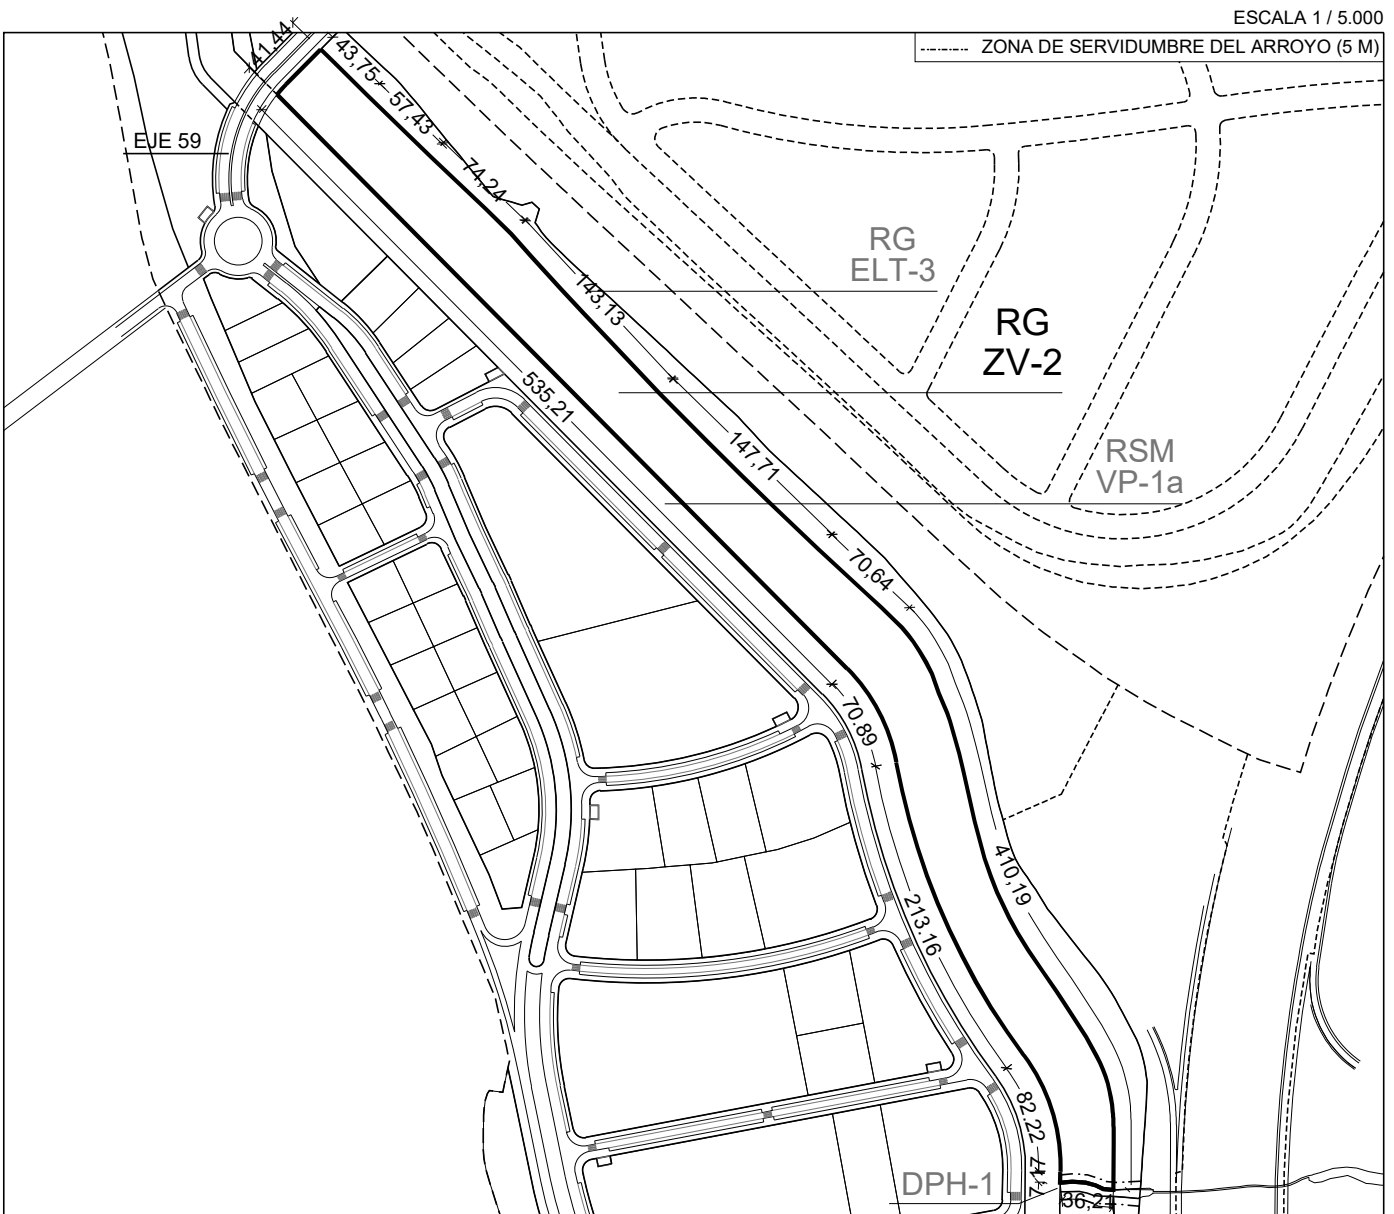 ESCALA 1 / 5.000
ZONA DE SERVIDUMBRE DEL ARROYO (5 M)
41,44
43,75
57,43
EJE 59
74,24
RG
ELT-3
143,13
RG
ZV-2
535,21
147,71
RSM
VP-1a
70,64
70.89
410,19
213.16
82.22
7,77
DPH-1
36,21